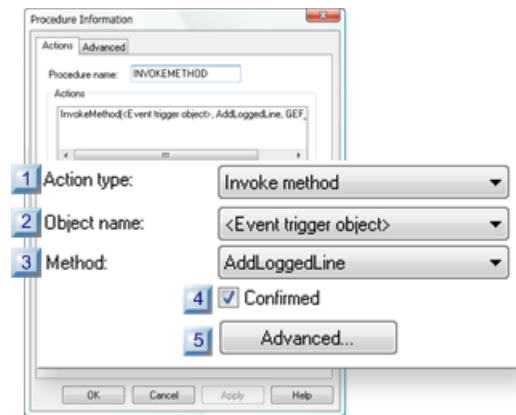 Procedure Information
Actions Advanced
Procedure name: INVOKEMETHOD
Actions
InvokeMethod(<Event trigger object>, AddLoggedLine, GEF_
1 Action type: Invoke method
2 Object name: <Event trigger object>
3 Method: AddLoggedLine
4 Confirmed
5 Advanced...
OK Cancel Apply Help